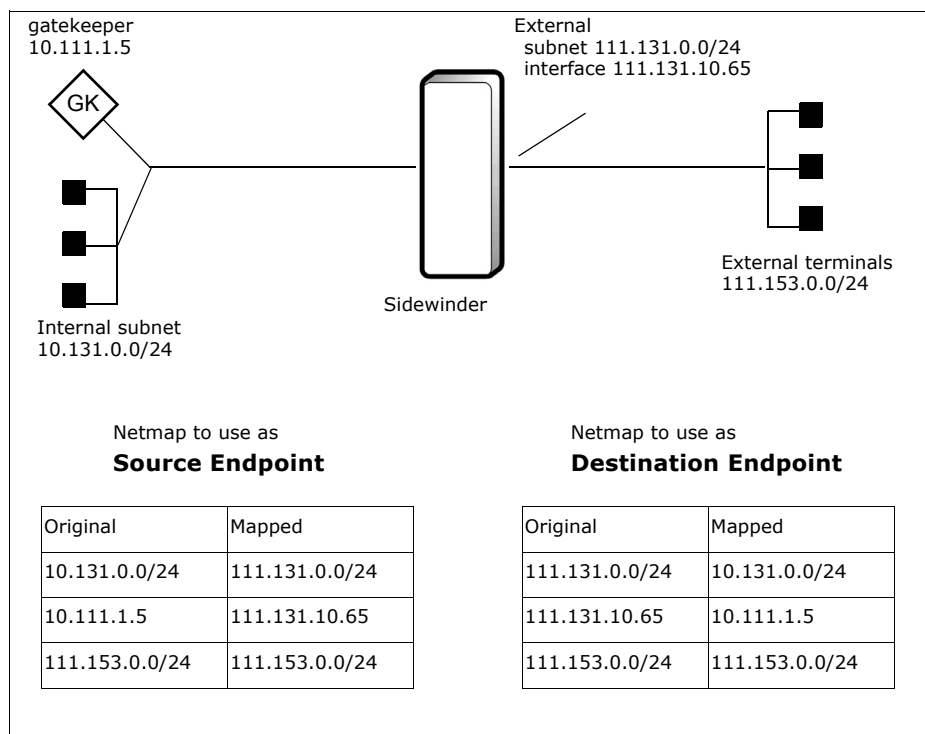 gatekeeper
10.111.1.5
GK
External
subnet 111.131.0.0/24
interface 111.131.10.65
Sidewinder
External terminals
111.153.0.0/24
Internal subnet
10.131.0.0/24
Netmap to use as
Source Endpoint
Original Mapped
10.131.0.0/24 111.131.0.0/24
10.111.1.5 111.131.10.65
111.153.0.0/24 111.153.0.0/24
Netmap to use as
Destination Endpoint
Original Mapped
111.131.0.0/24 10.131.0.0/24
111.131.10.65 10.111.1.5
111.153.0.0/24 111.153.0.0/24